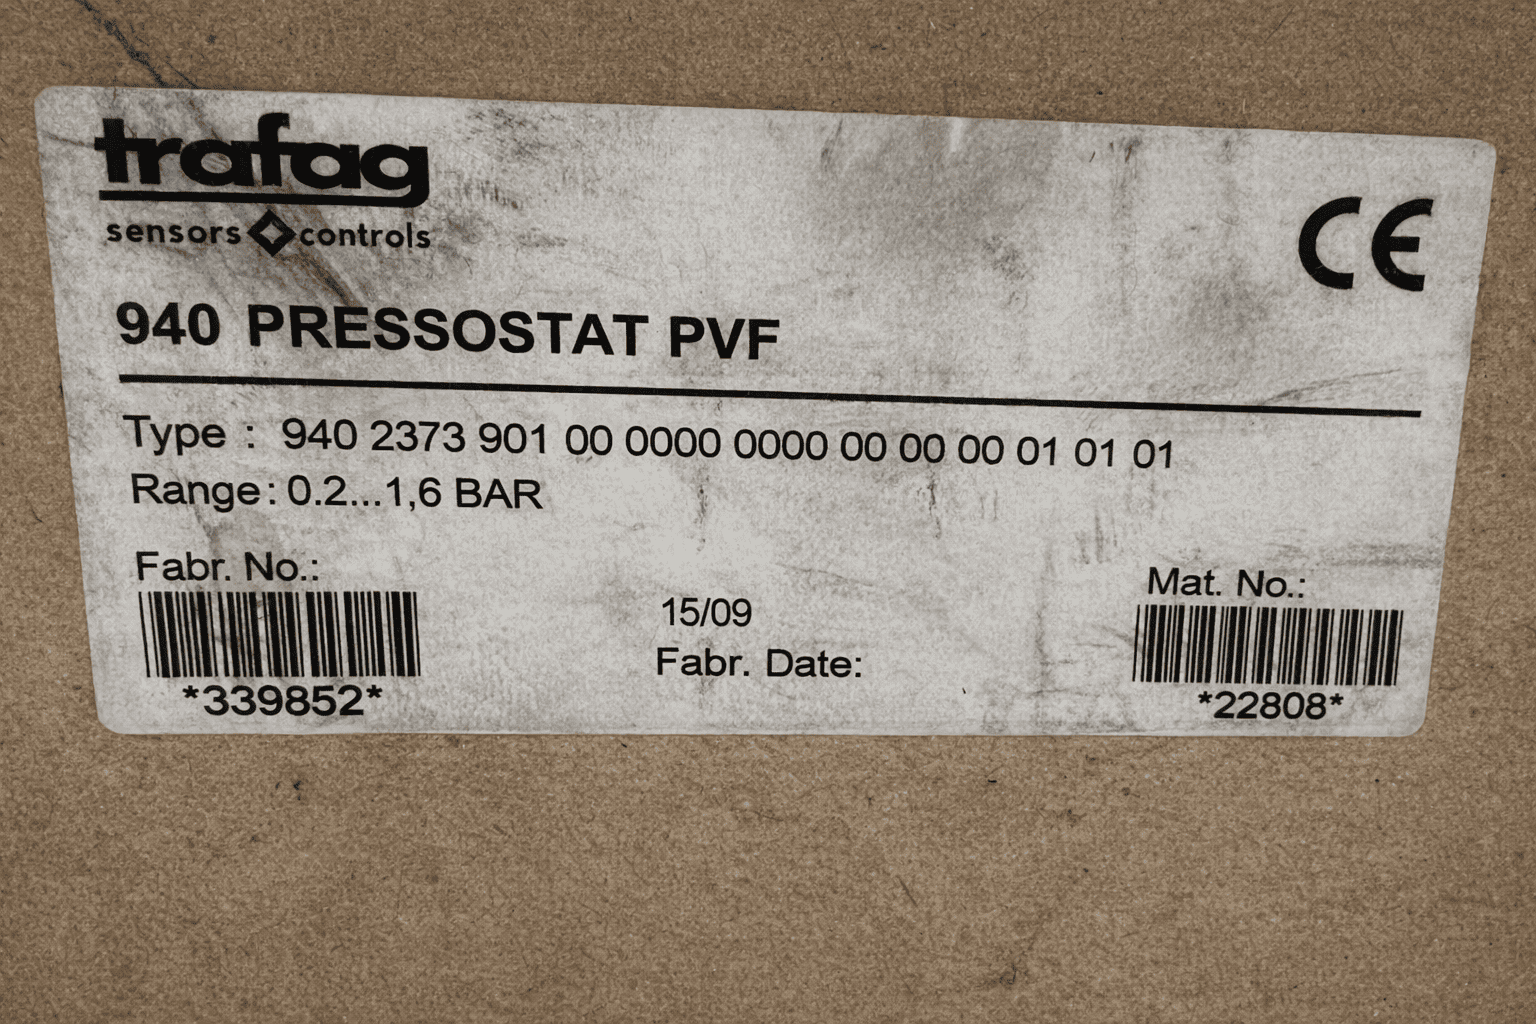 trafag
sensors controls
CE
940 PRESSOSTAT PVF
Type : 940 2373 901 00 0000 0000 00 00 00 01 01 01
Range: 0.2...1,6 BAR
Fabr. No.:
*339852*
15/09
Fabr. Date:
Mat. No.:
*22808*